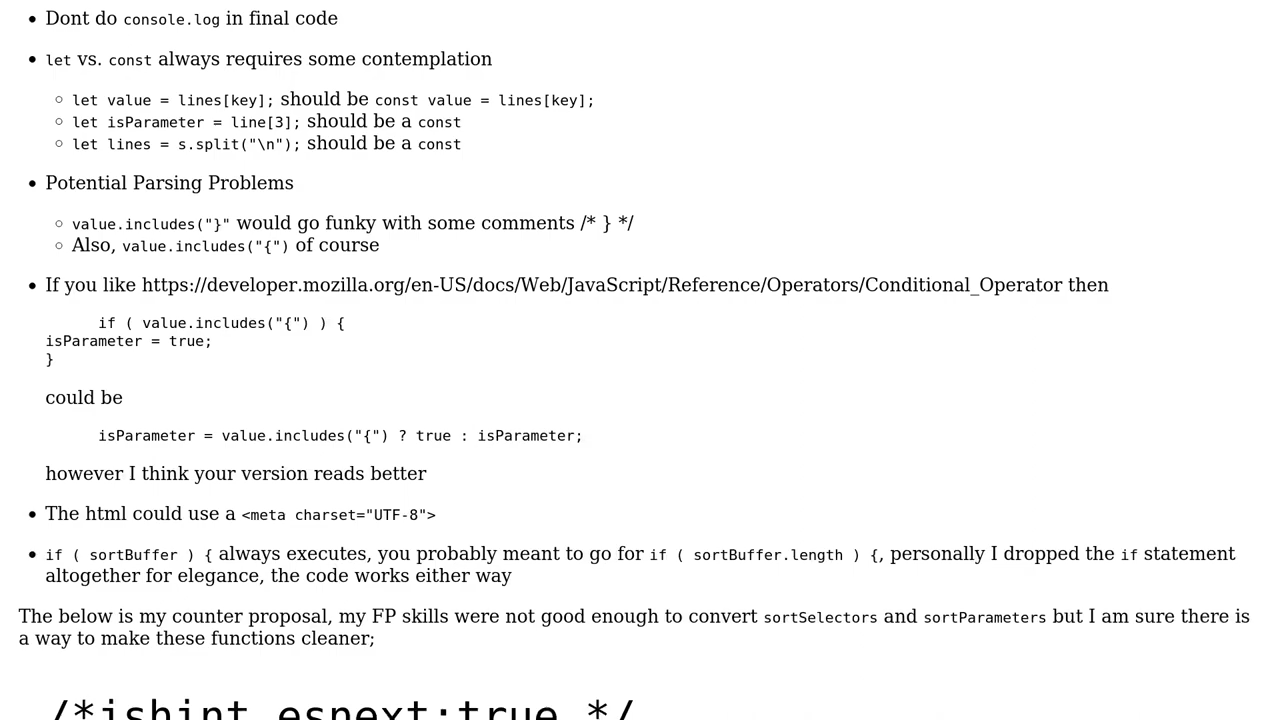 Dont do console.log in final code
let vs. const always requires some contemplation
let value = lines[key]; should be const value = lines[key];
let isParameter = line[3]; should be a const
let lines = s.split("\n"); should be a const
Potential Parsing Problems
value.includes("}" would go funky with some comments /* } */
Also, value.includes("{") of course
If you like https://developer.mozilla.org/en-US/docs/Web/JavaScript/Reference/Operators/Conditional_Operator then
if ( value.includes("{") ) {
isParameter = true;
}
could be
isParameter = value.includes("{") ? true : isParameter;
however I think your version reads better
The html could use a <meta charset="UTF-8">
if ( sortBuffer ) { always executes, you probably meant to go for if ( sortBuffer.length ) {, personally I dropped the if statement
altogether for elegance, the code works either way
The below is my counter proposal, my FP skills were not good enough to convert sortSelectors and sortParameters but I am sure there is
a way to make these functions cleaner;
/*jshint esnext:true */